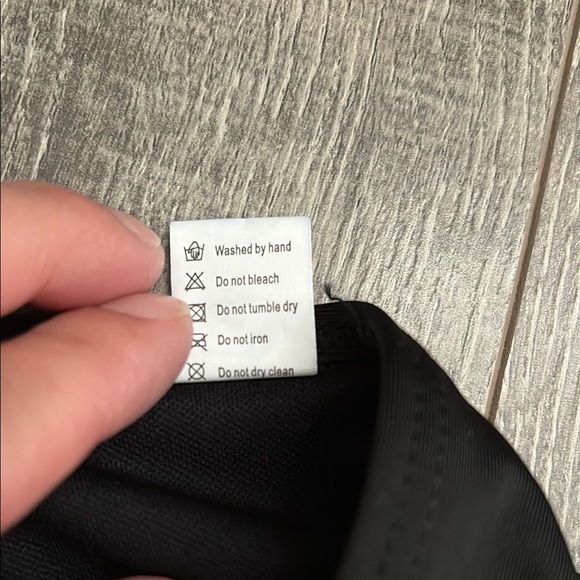 Washed by hand
Do not bleach
Do not tumble dry
Do not iron
Do not dry clean